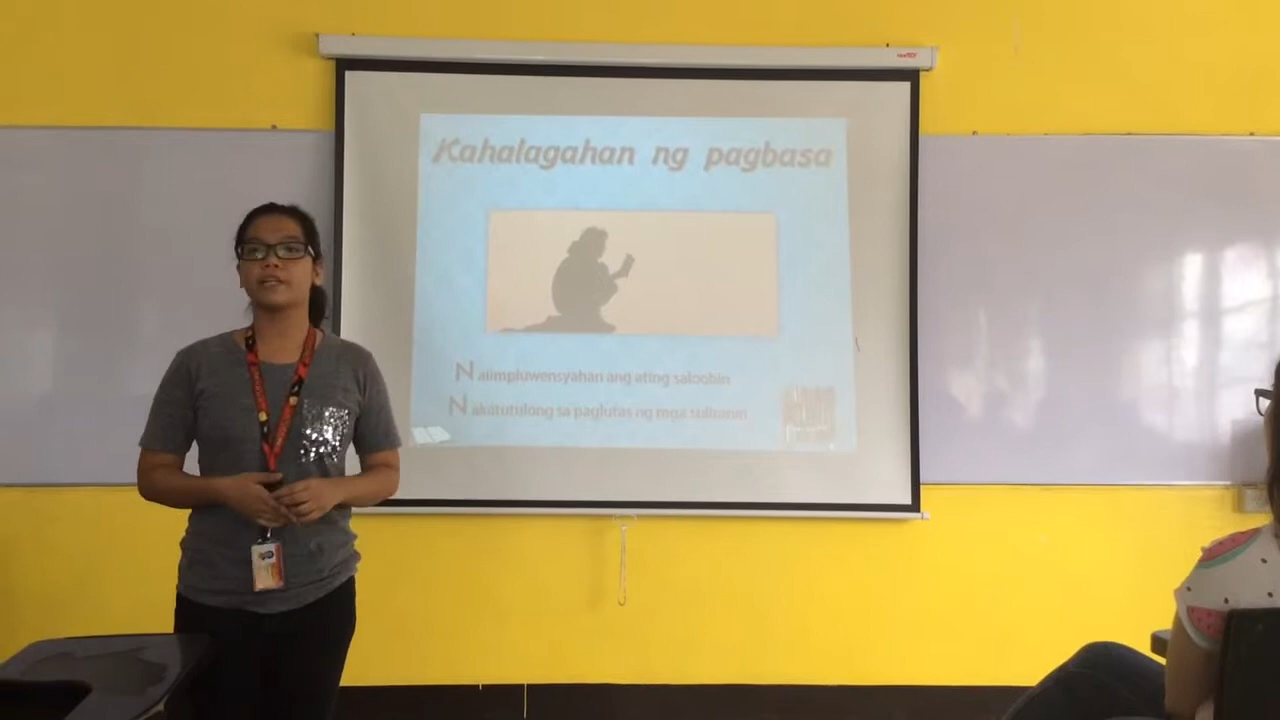 Kahalagahan ng pagbasa
Naiimpluwensyahan ang ating saloobin
Nakatutulong sa paglutas ng mga suliranin